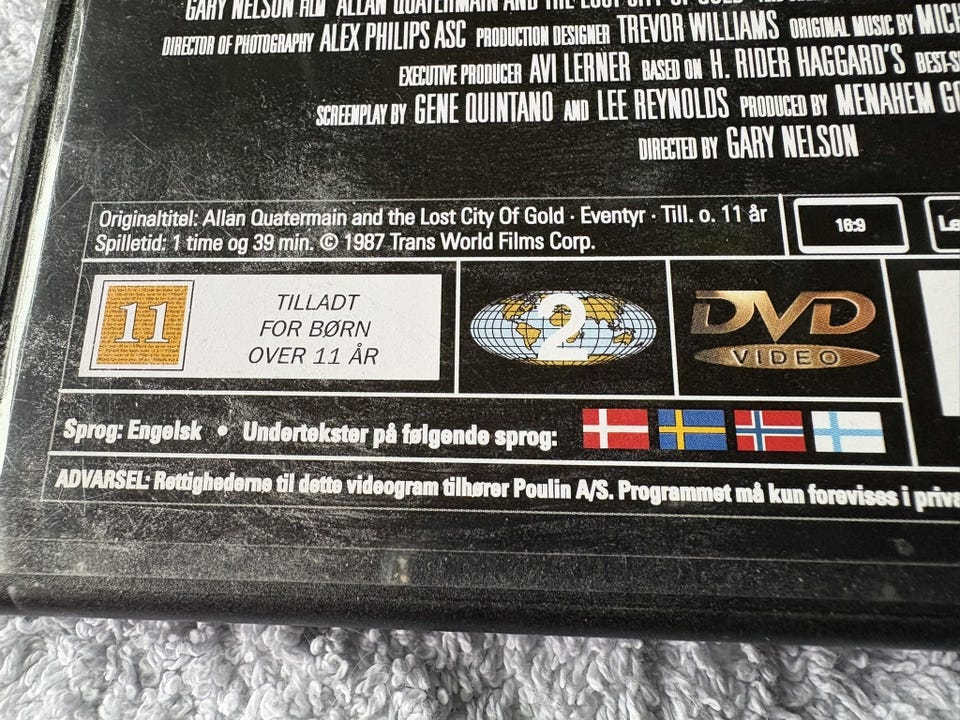 GARY NELSON FILM ALLAN QUATERMAIN AND THE LOST CITY OF GOLD
DIRECTOR OF PHOTOGRAPHY ALEX PHILIPS ASC PRODUCTION DESIGNER TREVOR WILLIAMS ORIGINAL MUSIC BY MICH
EXECUTIVE PRODUCER AVI LERNER BASED ON H. RIDER HAGGARD'S BEST-S
SCREENPLAY BY GENE QUINTANO AND LEE REYNOLDS PRODUCED BY MENAHEM GO
DIRECTED BY GARY NELSON
Originaltitel: Allan Quatermain and the Lost City Of Gold · Eventyr · Till. o. 11 år
Spilletid: 1 time og 39 min. © 1987 Trans World Films Corp.
16:9
11
TILLADT
FOR BØRN
OVER 11 ÅR
2
DVD
VIDEO
Sprog: Engelsk • Undertekster på følgende sprog:
ADVARSEL: Rettighederne til dette videogram tilhører Poulin A/S. Programmet må kun forevises i priva